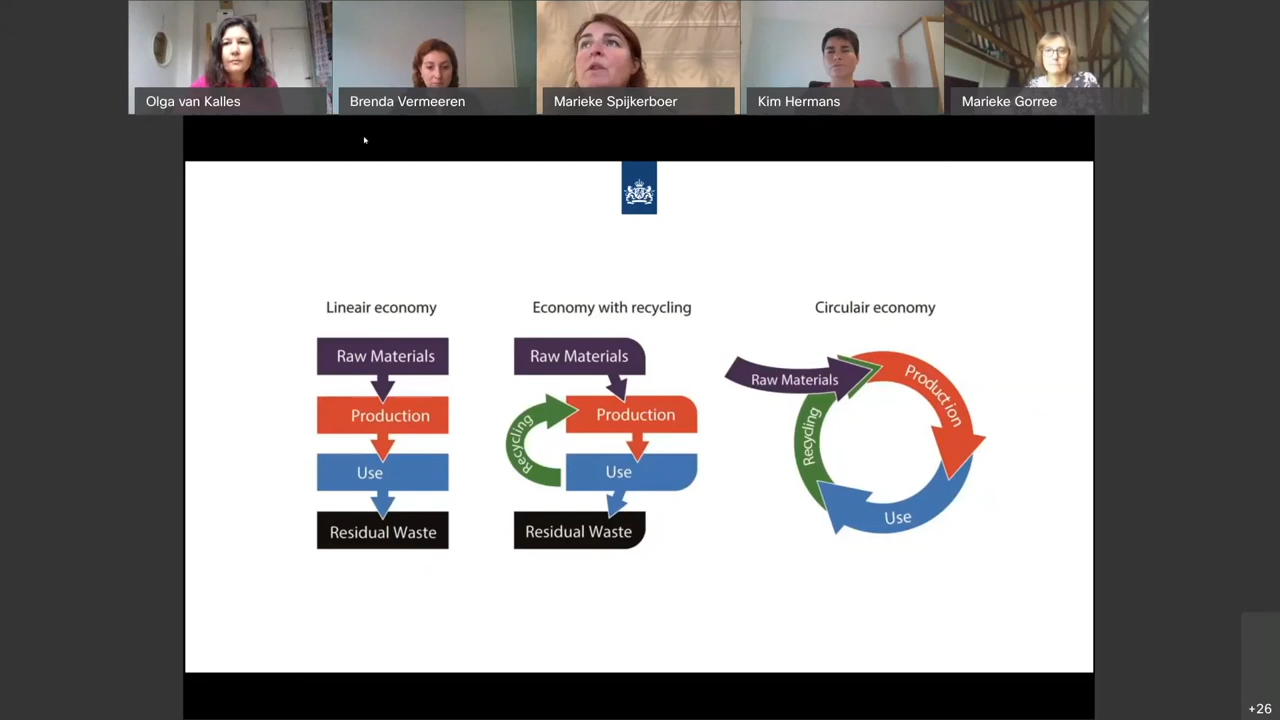 Olga van Kalles
Brenda Vermeeren
Marieke Spijkerboer
Kim Hermans
Marieke Gorree
Lineair economy
Raw Materials
Production
Use
Residual Waste
Economy with recycling
Raw Materials
Production
Recycling
Use
Residual Waste
Circulair economy
Raw Materials
Production
Recycling
Use
+26